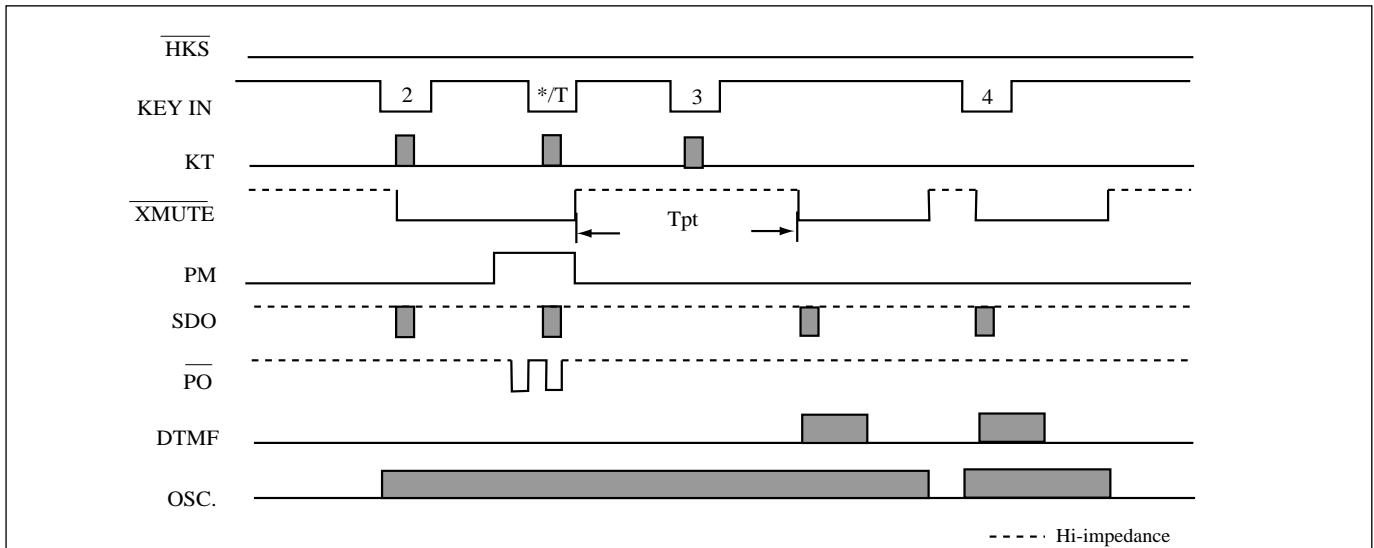 HKS
KEY IN 2 */T 3 4
KT
XMUTE Tpt
PM
SDO
PO
DTMF
OSC.
Hi-impedance